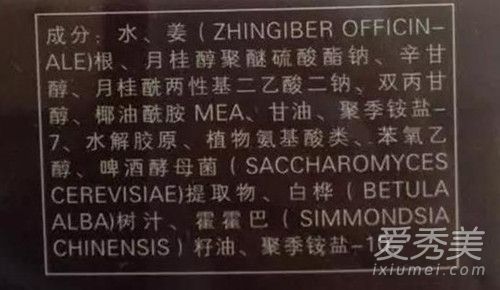 成分：水、姜（ZHINGIBER OFFICIN-
ALE)根、月桂醇聚醚硫酸酯钠、辛甘
醇、月桂酰两性基二乙酸二钠、双丙甘
醇、椰油酰胺MEA、甘油、聚季铵盐-
7、水解胶原、植物氨基酸类、苯氧乙
醇、啤酒酵母菌（SACCHAROMYCES
CEREVISIAE)提取物、白桦（BETULA
ALBA)树汁、霍霍巴（SIMMONDSIA
CHINENSIS）籽油、聚季铵盐-1
爱秀美
ixiumei.com